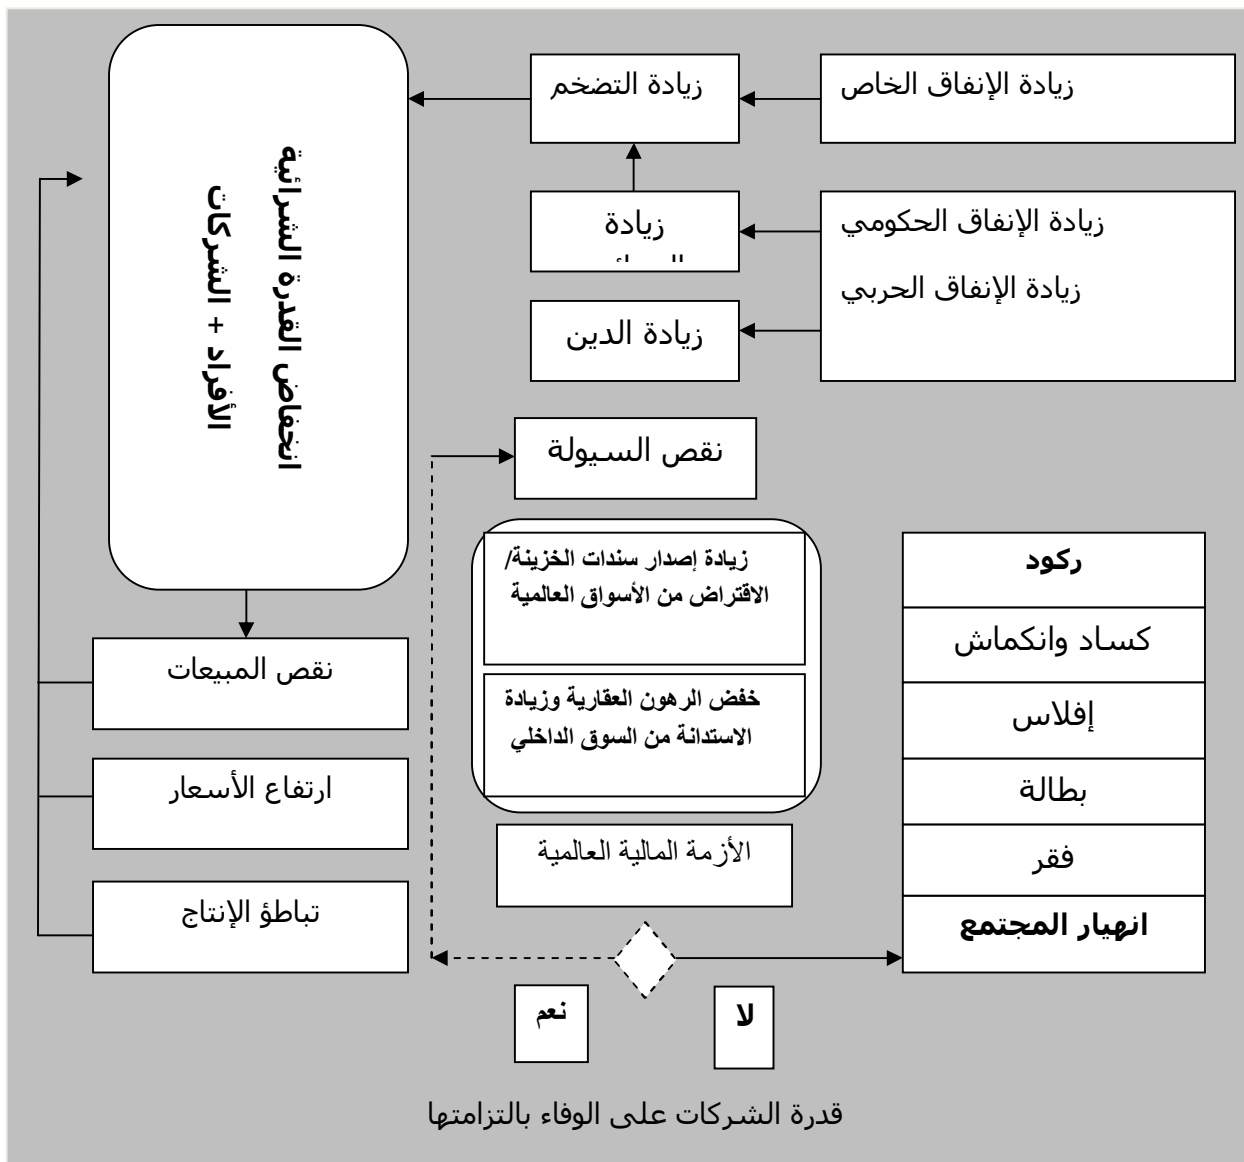 زيادة الإنفاق الخاص
زيادة التضخم
انخفاض القدرة الشرائية
الأفراد + الشركات
زيادة الإنفاق الحكومي
زيادة الإنفاق الحربي
زيادة
زيادة الدين
نقص السيولة
زيادة إصدار سندات الخزينة/
الاقتراض من الأسواق العالمية
خفض الرهون العقارية وزيادة
الاستدانة من السوق الداخلي
الأزمة المالية العالمية
ركود
كساد وانكماش
إفلاس
بطالة
فقر
انهيار المجتمع
نقص المبيعات
ارتفاع الأسعار
تباطؤ الإنتاج
لا
نعم
قدرة الشركات على الوفاء بالتزامتها